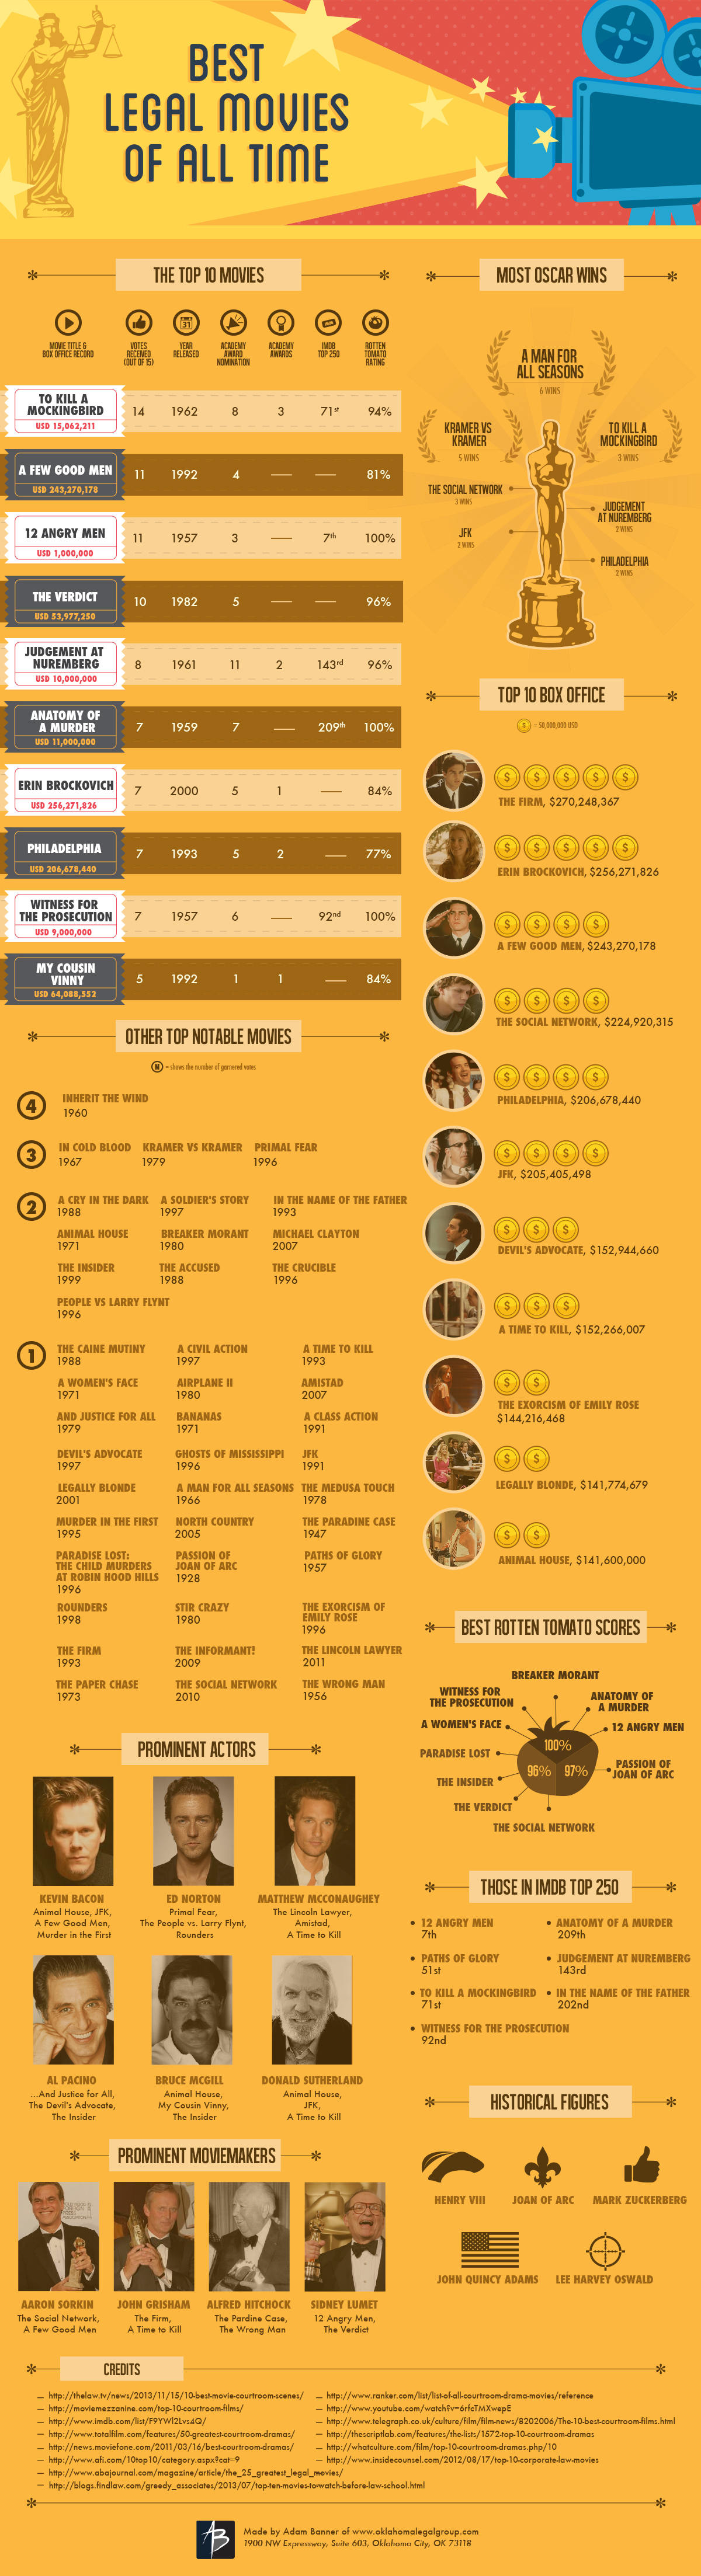 BEST
LEGAL MOVIES
OF ALL TIME
THE TOP 10 MOVIES
MOVIE TITLE &
BOX OFFICE RECORD
VOTES
RECEIVED
(OUT OF 15)
31
YEAR
RELEASED
ACADEMY
AWARD
NOMINATION
ACADEMY
AWARDS
IMDB
TOP 250
ROTTEN
TOMATO
RATING
TO KILL A
MOCKINGBIRD
USD 15,062,211
14 1962 8 3 71st 94%
A FEW GOOD MEN
USD 243,270,178
11 1992 4 — — 81%
12 ANGRY MEN
USD 1,000,000
11 1957 3 — 7th 100%
THE VERDICT
USD 53,977,250
10 1982 5 — — 96%
JUDGEMENT AT
NUREMBERG
USD 10,000,000
8 1961 11 2 143rd 96%
ANATOMY OF
A MURDER
USD 11,000,000
7 1959 7 — 209th 100%
ERIN BROCKOVICH
USD 256,271,826
7 2000 5 1 — 84%
PHILADELPHIA
USD 206,678,440
7 1993 5 2 — 77%
WITNESS FOR
THE PROSECUTION
USD 9,000,000
7 1957 6 — 92nd 100%
MY COUSIN
VINNY
USD 64,088,552
5 1992 1 1 — 84%
OTHER TOP NOTABLE MOVIES
N = shows the number of garnered votes
4
INHERIT THE WIND
1960
3
IN COLD BLOOD KRAMER VS KRAMER PRIMAL FEAR
1967 1979 1996
2
A CRY IN THE DARK A SOLDIER'S STORY IN THE NAME OF THE FATHER
1988 1997 1993
ANIMAL HOUSE BREAKER MORANT MICHAEL CLAYTON
1971 1980 2007
THE INSIDER THE ACCUSED THE CRUCIBLE
1999 1988 1996
PEOPLE VS LARRY FLYNT
1996
1
THE CAINE MUTINY A CIVIL ACTION A TIME TO KILL
1988 1997 1993
A WOMEN'S FACE AIRPLANE II AMISTAD
1971 1980 2007
AND JUSTICE FOR ALL BANANAS A CLASS ACTION
1979 1971 1991
DEVIL'S ADVOCATE GHOSTS OF MISSISSIPPI JFK
1997 1996 1991
LEGALLY BLONDE A MAN FOR ALL SEASONS THE MEDUSA TOUCH
2001 1966 1978
MURDER IN THE FIRST NORTH COUNTRY THE PARADINE CASE
1995 2005 1947
PARADISE LOST:
THE CHILD MURDERS
AT ROBIN HOOD HILLS
1996
PASSION OF
JOAN OF ARC
1928
PATHS OF GLORY
1957
ROUNDERS
1998
STIR CRAZY
1980
THE EXORCISM OF
EMILY ROSE
1996
THE FIRM THE INFORMANT! THE LINCOLN LAWYER
1993 2009 2011
THE PAPER CHASE THE SOCIAL NETWORK THE WRONG MAN
1973 2010 1956
PROMINENT ACTORS
KEVIN BACON
Animal House, JFK,
A Few Good Men,
Murder in the First
ED NORTON
Primal Fear,
The People vs. Larry Flynt,
Rounders
MATTHEW MCCONAUGHEY
The Lincoln Lawyer,
Amistad,
A Time to Kill
AL PACINO
...And Justice for All,
The Devil's Advocate,
The Insider
BRUCE MCGILL
Animal House,
My Cousin Vinny,
The Insider
DONALD SUTHERLAND
Animal House,
JFK,
A Time to Kill
PROMINENT MOVIEMAKERS
AARON SORKIN
The Social Network,
A Few Good Men
JOHN GRISHAM
The Firm,
A Time to Kill
ALFRED HITCHOCK
The Pardine Case,
The Wrong Man
SIDNEY LUMET
12 Angry Men,
The Verdict
MOST OSCAR WINS
A MAN FOR
ALL SEASONS
6 WINS
KRAMER VS
KRAMER
5 WINS
TO KILL A
MOCKINGBIRD
3 WINS
THE SOCIAL NETWORK
3 WINS
JUDGEMENT
AT NUREMBERG
2 WINS
JFK
2 WINS
PHILADELPHIA
2 WINS
TOP 10 BOX OFFICE
$ = 50,000,000 USD
$ $ $ $ $
THE FIRM, $270,248,367
$ $ $ $ $
ERIN BROCKOVICH, $256,271,826
$ $ $ $
A FEW GOOD MEN, $243,270,178
$ $ $ $
THE SOCIAL NETWORK, $224,920,315
$ $ $ $
PHILADELPHIA, $206,678,440
$ $ $ $
JFK, $205,405,498
$ $ $
DEVIL'S ADVOCATE, $152,944,660
$ $ $
A TIME TO KILL, $152,266,007
$ $
THE EXORCISM OF EMILY ROSE
$144,216,468
$ $
LEGALLY BLONDE, $141,774,679
$ $
ANIMAL HOUSE, $141,600,000
BEST ROTTEN TOMATO SCORES
BREAKER MORANT
WITNESS FOR
THE PROSECUTION
ANATOMY OF
A MURDER
A WOMEN'S FACE
12 ANGRY MEN
100%
PARADISE LOST
96% 97%
PASSION OF
JOAN OF ARC
THE INSIDER
THE VERDICT
THE SOCIAL NETWORK
THOSE IN IMDB TOP 250
• 12 ANGRY MEN
7th
• ANATOMY OF A MURDER
209th
• PATHS OF GLORY
51st
• JUDGEMENT AT NUREMBERG
143rd
• TO KILL A MOCKINGBIRD
71st
• IN THE NAME OF THE FATHER
202nd
• WITNESS FOR THE PROSECUTION
92nd
HISTORICAL FIGURES
HENRY VIII
JOAN OF ARC
MARK ZUCKERBERG
JOHN QUINCY ADAMS
LEE HARVEY OSWALD
CREDITS
— http://thelaw.tv/news/2013/11/15/10-best-movie-courtroom-scenes/
— http://moviemezzanine.com/top-10-courtroom-films/
— http://www.imdb.com/list/F9YWl2Lvs4Q/
— http://www.totalfilm.com/features/50-greatest-courtroom-dramas/
— http://news.moviefone.com/2011/03/16/best-courtroom-dramas/
— http://www.afi.com/10top10/category.aspx?cat=9
— http://www.abajournal.com/magazine/article/the_25_greatest_legal_movies/
— http://blogs.findlaw.com/greedy_associates/2013/07/top-ten-movies-to-watch-before-law-school.html
— http://www.ranker.com/list/list-of-all-courtroom-drama-movies/reference
— http://www.youtube.com/watch?v=6rfcTMXwepE
— http://www.telegraph.co.uk/culture/film/film-news/8202006/The-10-best-courtroom-films.html
— http://thescriptlab.com/features/the-lists/1572-top-10-courtroom-dramas
— http://whatculture.com/film/top-10-courtroom-dramas.php/10
— http://www.insidecounsel.com/2012/08/17/top-10-corporate-law-movies
AB
Made by Adam Banner of www.oklahomalegalgroup.com
1900 NW Expressway, Suite 603, Oklahoma City, OK 73118